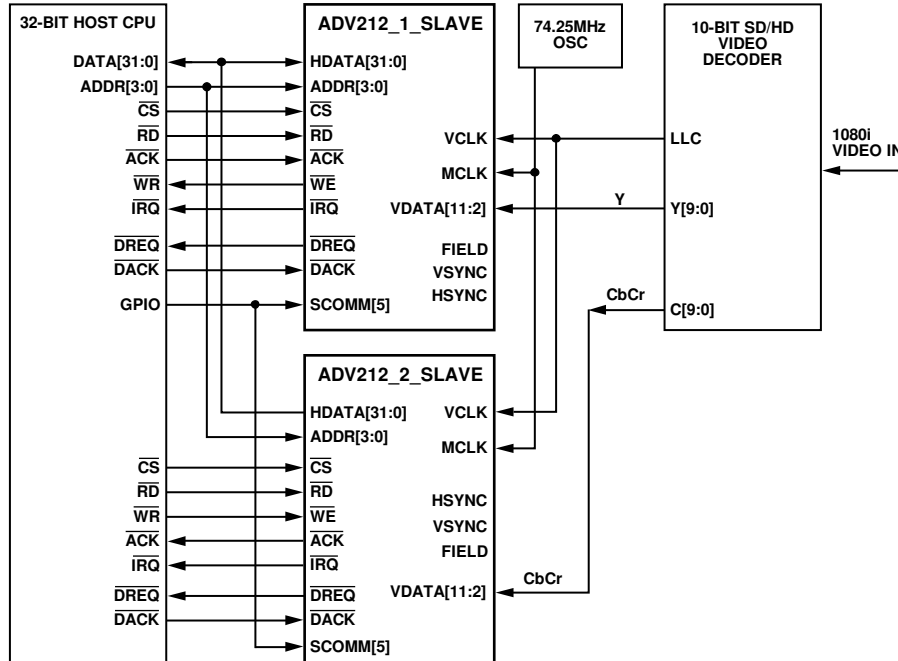 32-BIT HOST CPU
DATA[31:0]
ADDR[3:0]
CS
RD
ACK
WR
IRQ
DREQ
DACK
GPIO
CS
RD
WR
ACK
IRQ
DREQ
DACK
ADV212_1_SLAVE
HDATA[31:0]
ADDR[3:0]
CS
RD
ACK
WE
IRQ
DREQ
DACK
SCOMM[5]
VCLK
MCLK
VDATA[11:2]
FIELD
VSYNC
HSYNC
ADV212_2_SLAVE
HDATA[31:0]
ADDR[3:0]
CS
RD
WE
ACK
IRQ
DREQ
DACK
SCOMM[5]
VCLK
MCLK
HSYNC
VSYNC
FIELD
VDATA[11:2]
74.25MHz
OSC
Y
CbCr
CbCr
10-BIT SD/HD
VIDEO
DECODER
LLC
Y[9:0]
C[9:0]
1080i
VIDEO IN